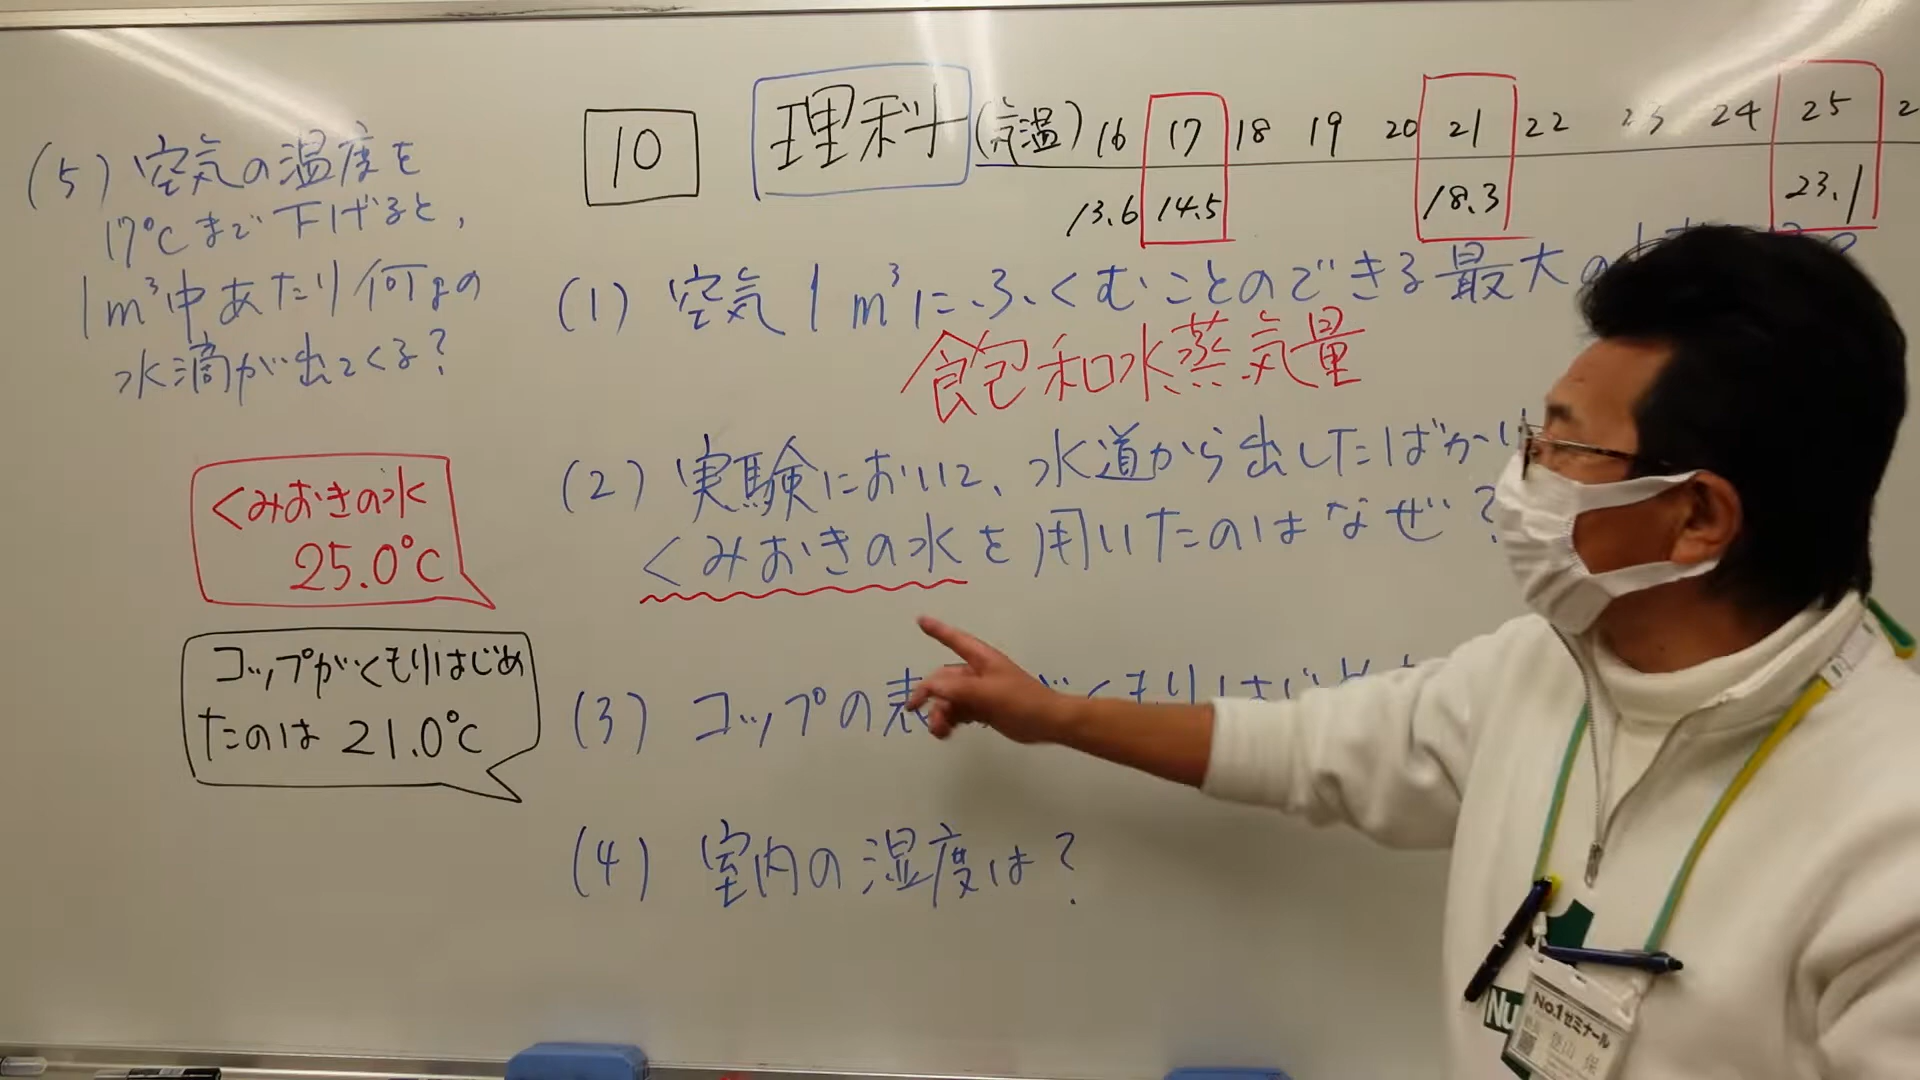 (5) 空気の温度を
17℃まで下げると,
1m³中あたり何gの
水滴が出てくる?
くみおきの水
25.0℃
コップがくもりはじめ
たのは 21.0℃
10
理科
(気温) 16 17 18 19 20 21 22 23 24 25
13.6 14.5 18.3 23.1
(1) 空気1m³にふくむことのできる最大の
飽和水蒸気量
(2) 実験において、水道から出したばかり
くみおきの水を用いたのはなぜ?
(3) コップの表 がくもりはじめ
(4) 室内の湿度は?
Nu
No.1ゼミナール